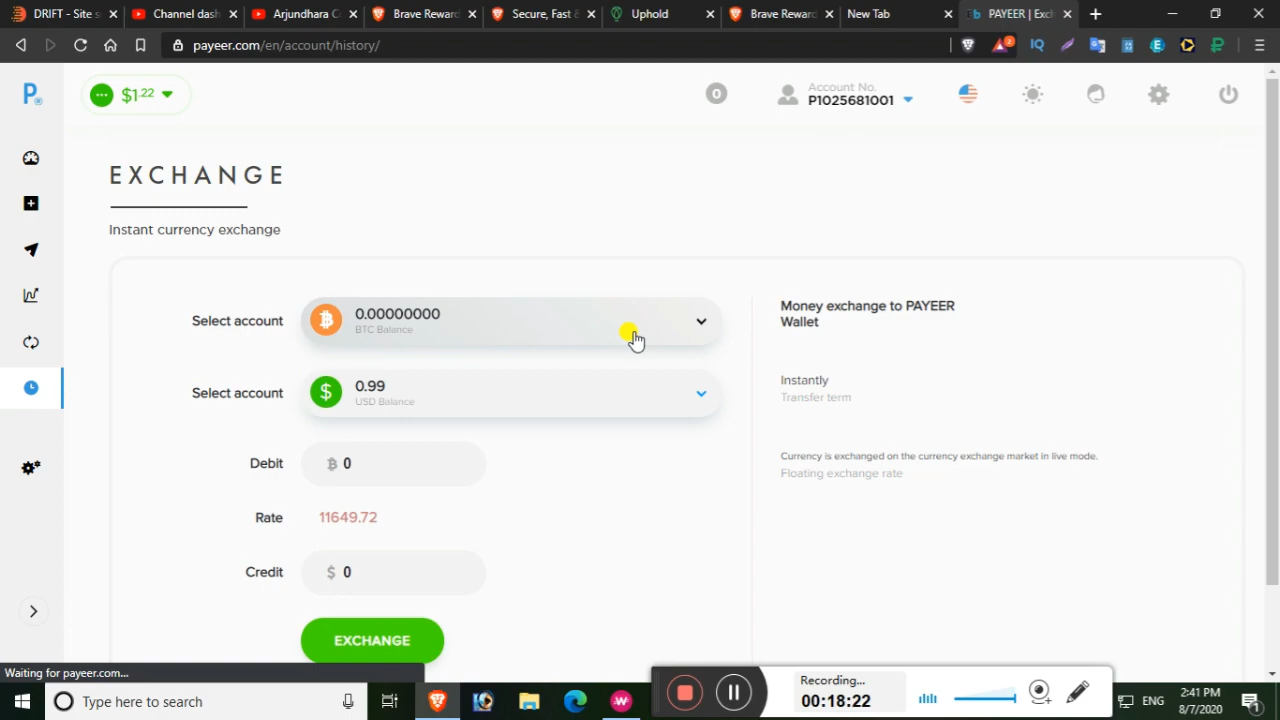 DRIFT - Site s
Channel dash
Arjundhara C
Brave Reward
Secure, Fast &
Uphold
Brave Reward
New Tab
PAYEER | Exch
payeer.com/en/account/history/
2
IQ
P
$1.22
0
Account No.
P1025681001
EXCHANGE
Instant currency exchange
Select account
0.00000000
BTC Balance
Money exchange to PAYEER
Wallet
Select account
$
0.99
USD Balance
Instantly
Transfer term
Currency is exchanged on the currency exchange market in live mode.
Floating exchange rate
Debit
0
Rate
11649.72
Credit
$ 0
EXCHANGE
Waiting for payeer.com...
Recording...
00:18:22
Type here to search
ENG
2:41 PM
8/7/2020
1